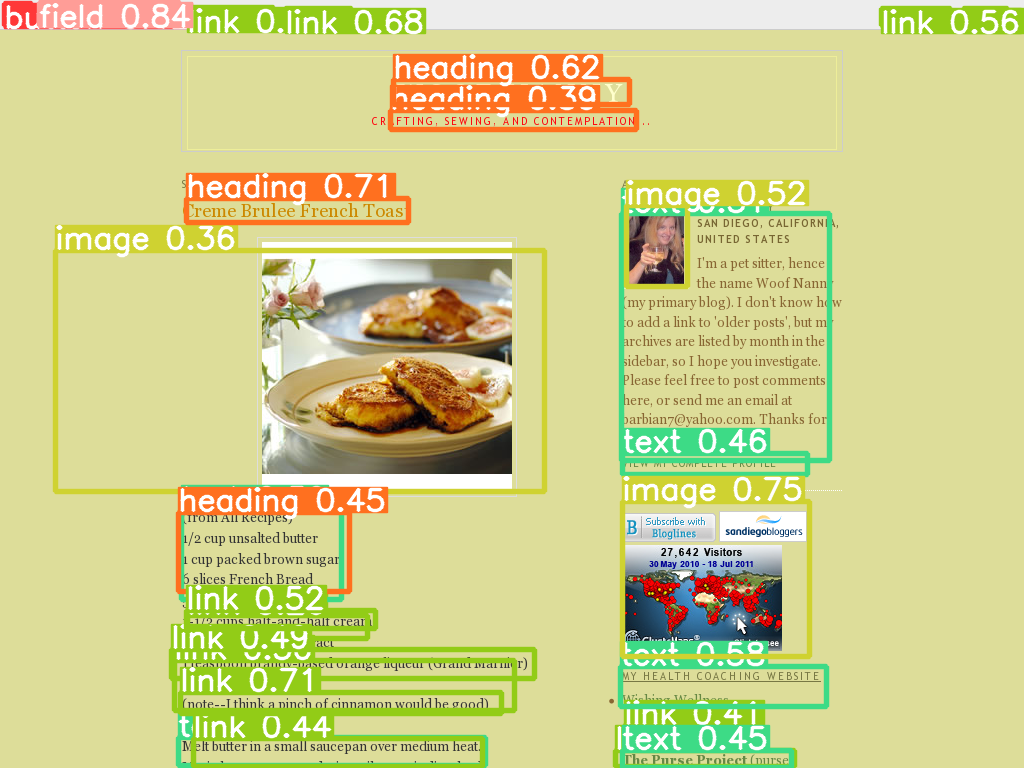 bu field 0.84 link 0. link 0.68 link 0.56
heading 0.62
heading 0.39 Y
CRAFTING, SEWING, AND CONTEMPLATION...
heading 0.71
Creme Brulee French Toast
image 0.36
heading 0.45
(from All Recipes)
1/2 cup unsalted butter
1 cup packed brown sugar
6 slices French Bread
link 0.52
1-1/2 cups half-and-half cream
link 0.49
1 teaspoon brandy-based orange liqueur (Grand Marnier)
link 0.71
(note--I think a pinch of cinnamon would be good)
link 0.44
Melt butter in a small saucepan over medium heat.
image 0.52
SAN DIEGO, CALIFORNIA,
UNITED STATES
I'm a pet sitter, hence
the name Woof Nanny
(my primary blog). I don't know how
to add a link to 'older posts', but my
archives are listed by month in the
sidebar, so I hope you investigate.
Please feel free to post comments
here, or send me an email at
barbian7@yahoo.com. Thanks for
text 0.46
VIEW MY COMPLETE PROFILE
image 0.75
B Subscribe with
Bloglines
sandiegobloggers
27,642 Visitors
30 May 2010 - 18 Jul 2011
ClustrMaps®
text 0.58
MY HEALTH COACHING WEBSITE
Wishing Wellness
link 0.41
text 0.45
The Purse Project (purse